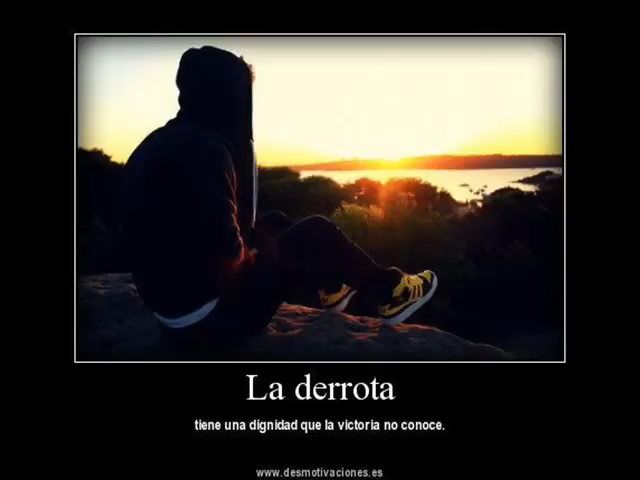 La derrota
tiene una dignidad que la victoria no conoce.
www.desmotivaciones.es